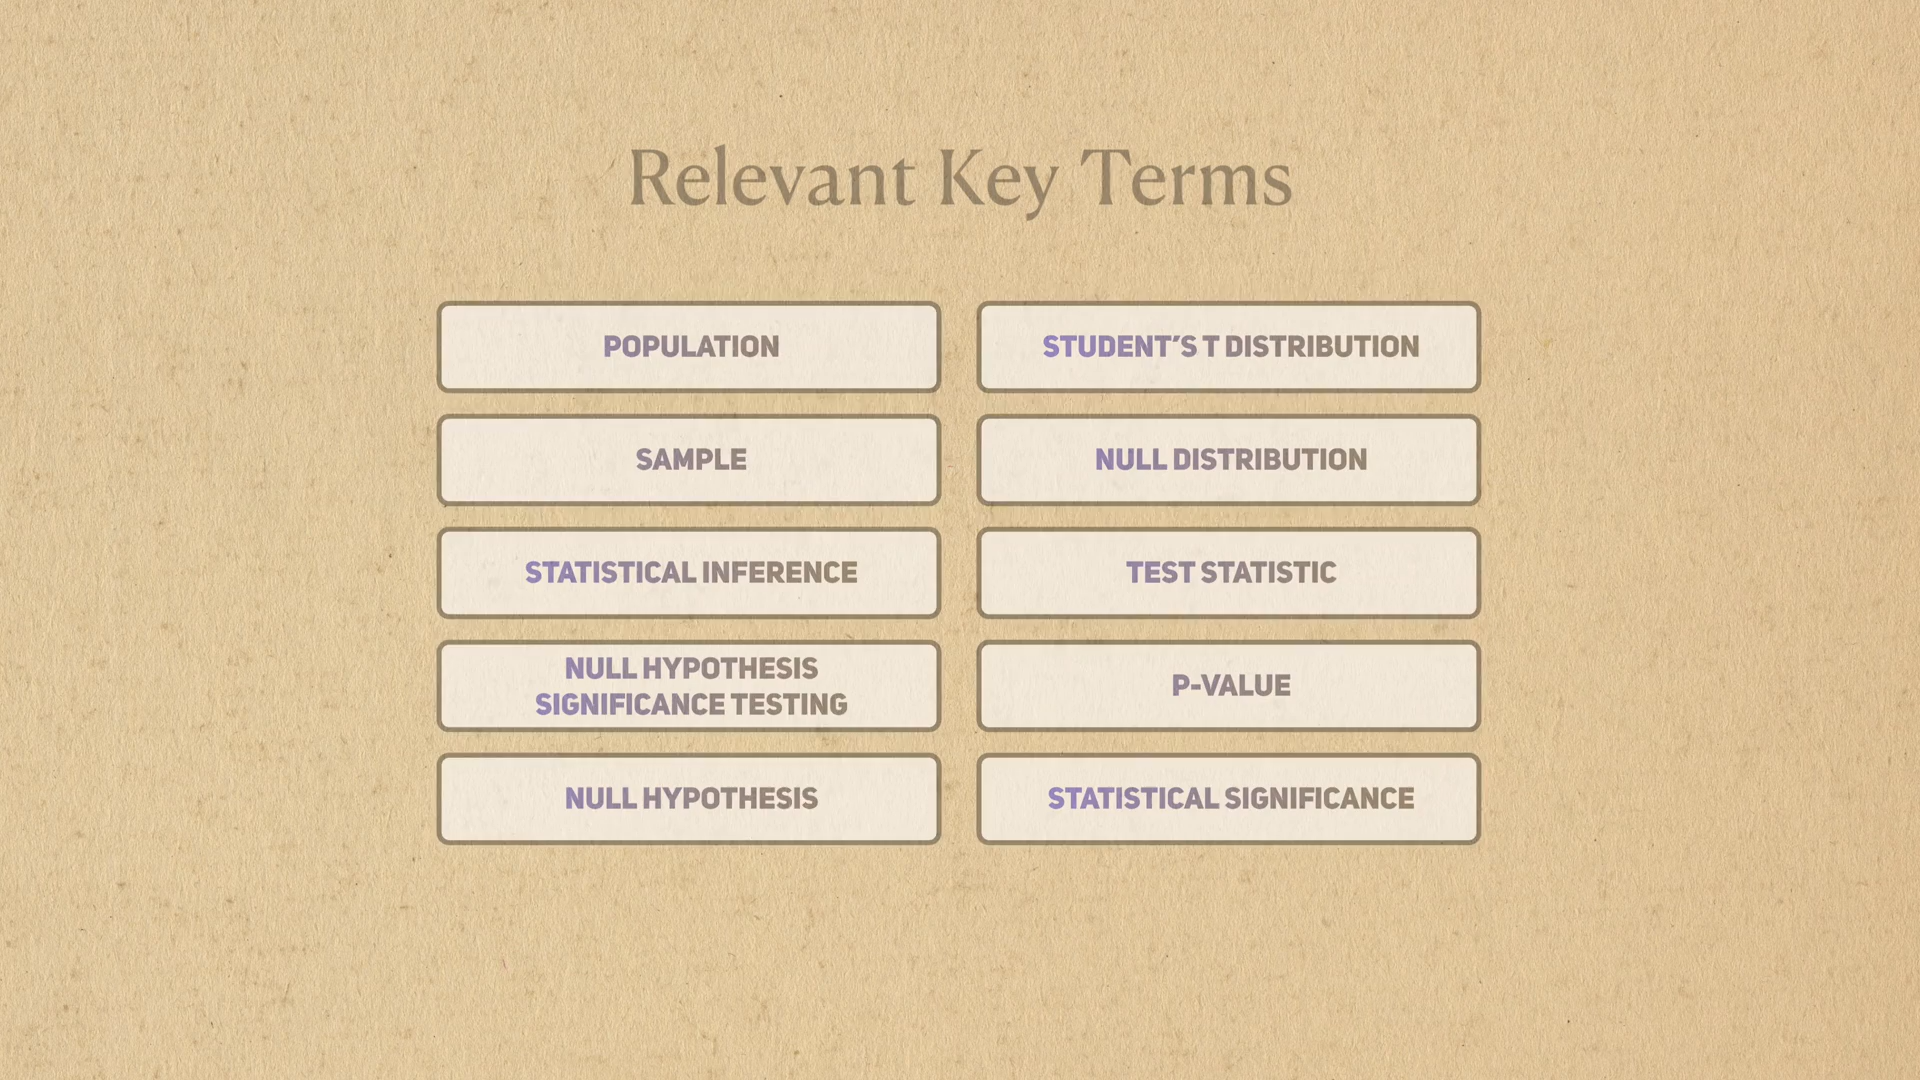 Relevant Key Terms
POPULATION
SAMPLE
STATISTICAL INFERENCE
NULL HYPOTHESIS
SIGNIFICANCE TESTING
NULL HYPOTHESIS
STUDENT'S T DISTRIBUTION
NULL DISTRIBUTION
TEST STATISTIC
P-VALUE
STATISTICAL SIGNIFICANCE